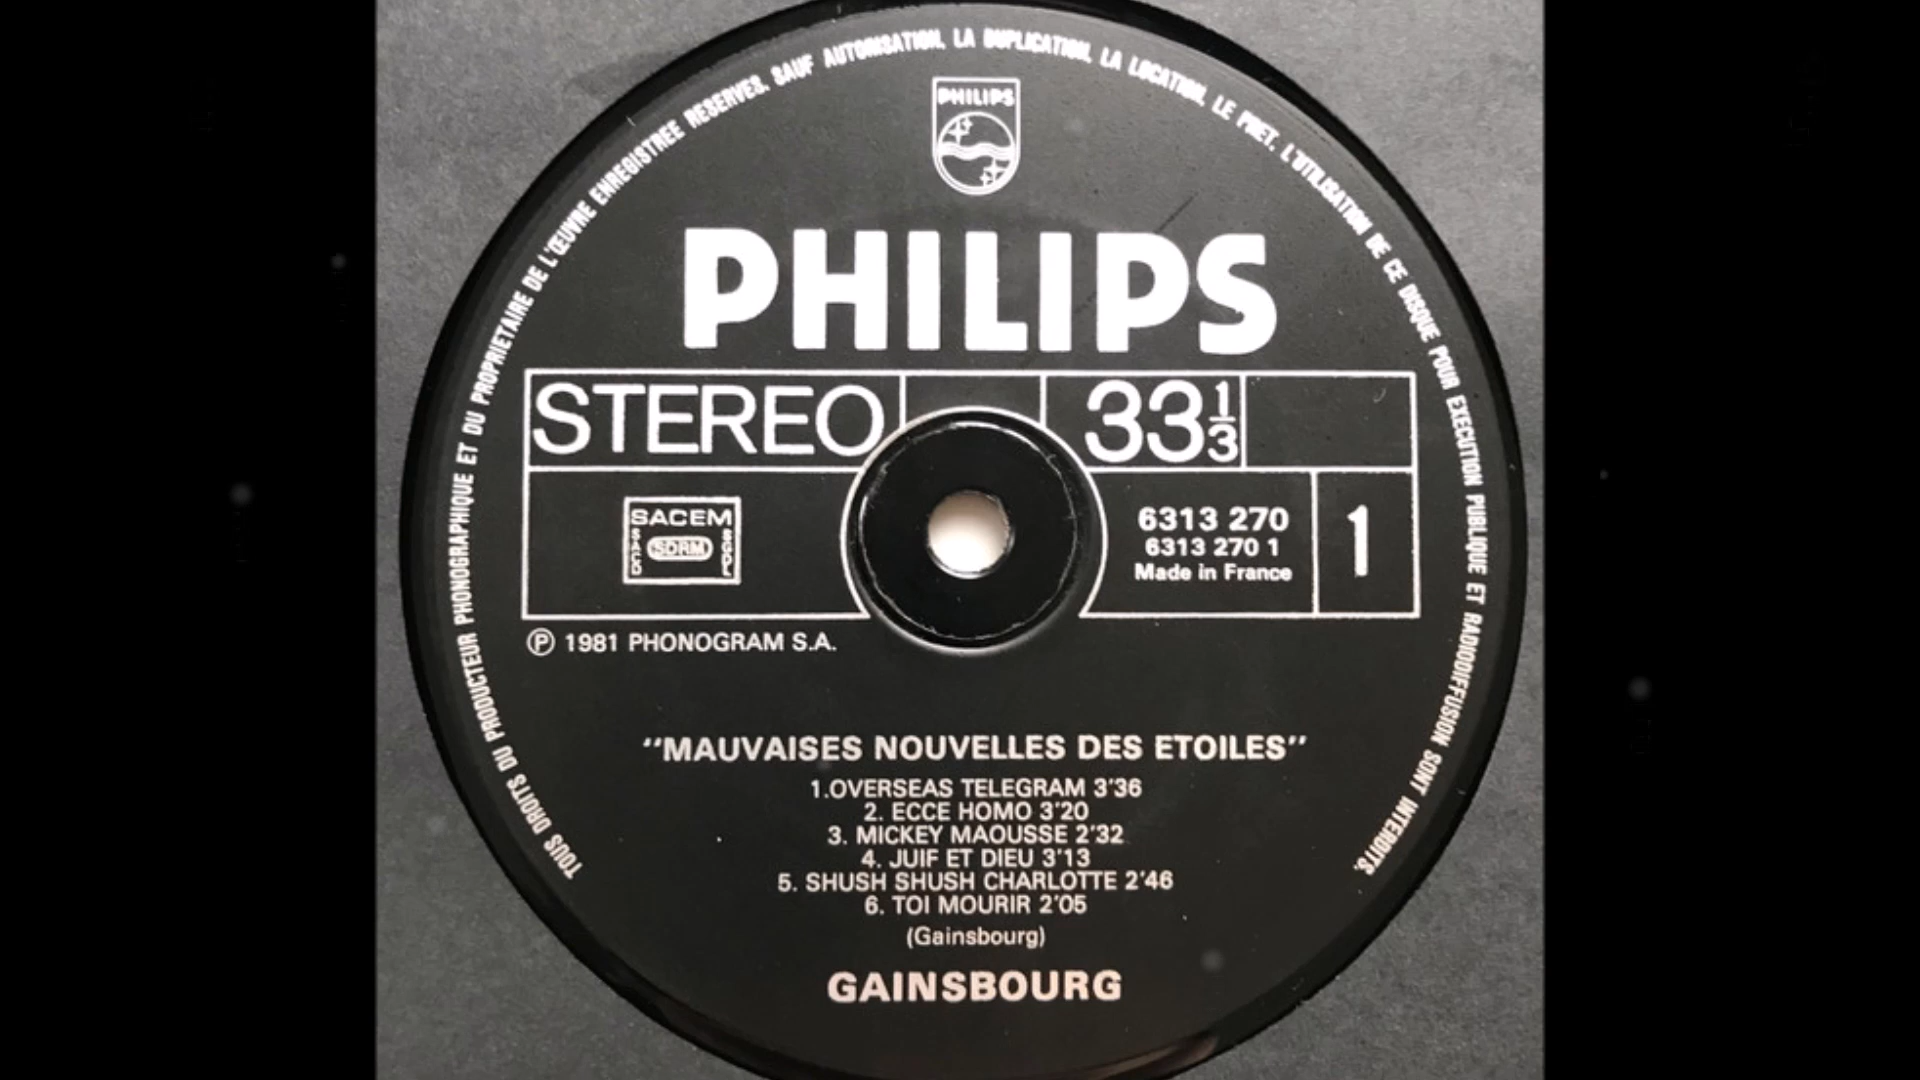 TOUS DROITS DU PRODUCTEUR PHONOGRAPHIQUE ET DU PROPRIETAIRE DE L'ŒUVRE ENREGISTREE RESERVES. SAUF AUTORISATION, LA DUPLICATION, LA LOCATION, LE PRET, L'UTILISATION DE CE DISQUE POUR EXECUTION PUBLIQUE ET RADIODIFFUSION SONT INTERDITS.
PHILIPS
PHILIPS
STEREO
33 1/3
SACEM
SACD
SDRM
SGDL
6313 270
6313 270 1
Made in France
1
Ⓟ 1981 PHONOGRAM S.A.
“MAUVAISES NOUVELLES DES ETOILES”
1.OVERSEAS TELEGRAM 3'36
2. ECCE HOMO 3'20
3. MICKEY MAOUSSE 2'32
4. JUIF ET DIEU 3'13
5. SHUSH SHUSH CHARLOTTE 2'46
6. TOI MOURIR 2'05
(Gainsbourg)
GAINSBOURG